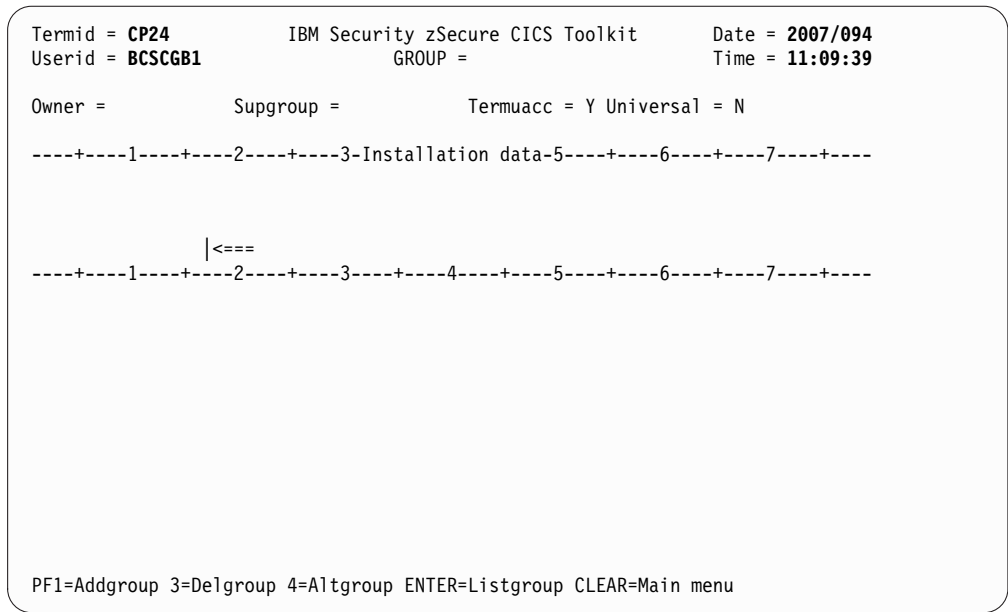 Termid = CP24 IBM Security zSecure CICS Toolkit Date = 2007/094
Userid = BCSCGB1 GROUP = Time = 11:09:39
Owner = Supgroup = Termuacc = Y Universal = N
----+----1----+----2----+----3-Installation data-5----+----6----+----7----+----
|<===
----+----1----+----2----+----3----+----4----+----5----+----6----+----7----+----
PF1=Addgroup 3=Delgroup 4=Altgroup ENTER=Listgroup CLEAR=Main menu